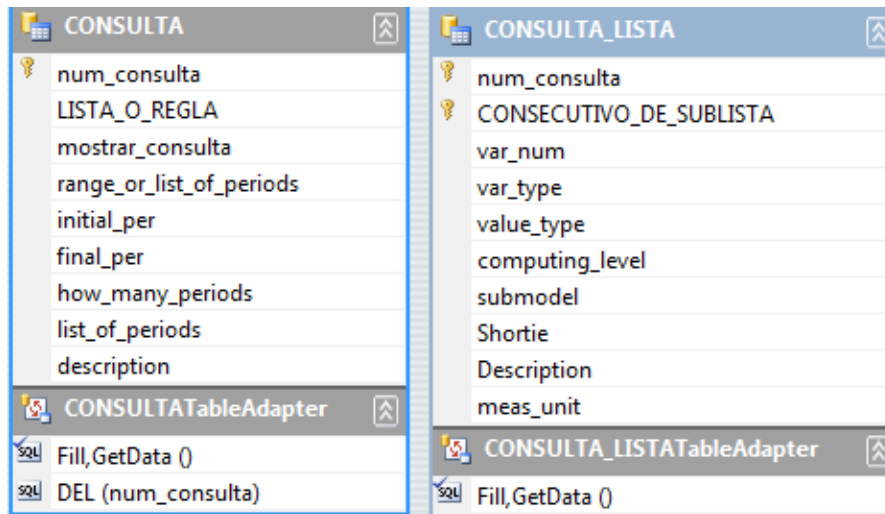 CONSULTA
num_consulta
LISTA_O_REGLA
mostrar_consulta
range_or_list_of_periods
initial_per
final_per
how_many_periods
list_of_periods
description
CONSULTATableAdapter
SQL Fill,GetData ()
SQL DEL (num_consulta)
CONSULTA_LISTA
num_consulta
CONSECUTIVO_DE_SUBLISTA
var_num
var_type
value_type
computing_level
submodel
Shortie
Description
meas_unit
CONSULTA_LISTATableAdapter
SQL Fill,GetData ()